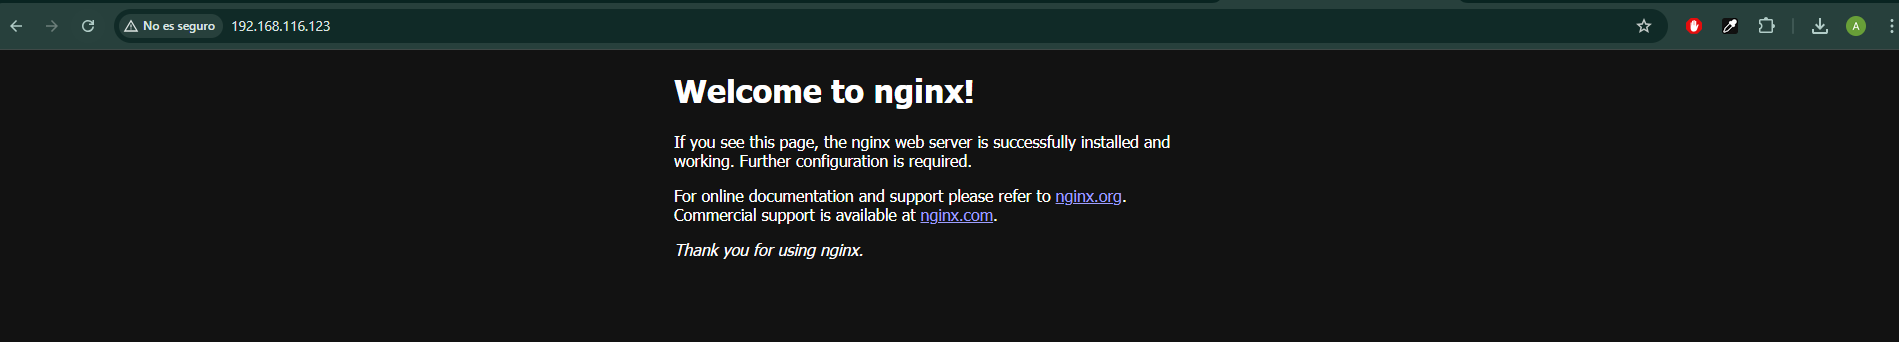 No es seguro 192.168.116.123 A
Welcome to nginx!
If you see this page, the nginx web server is successfully installed and
working. Further configuration is required.
For online documentation and support please refer to nginx.org.
Commercial support is available at nginx.com.
Thank you for using nginx.